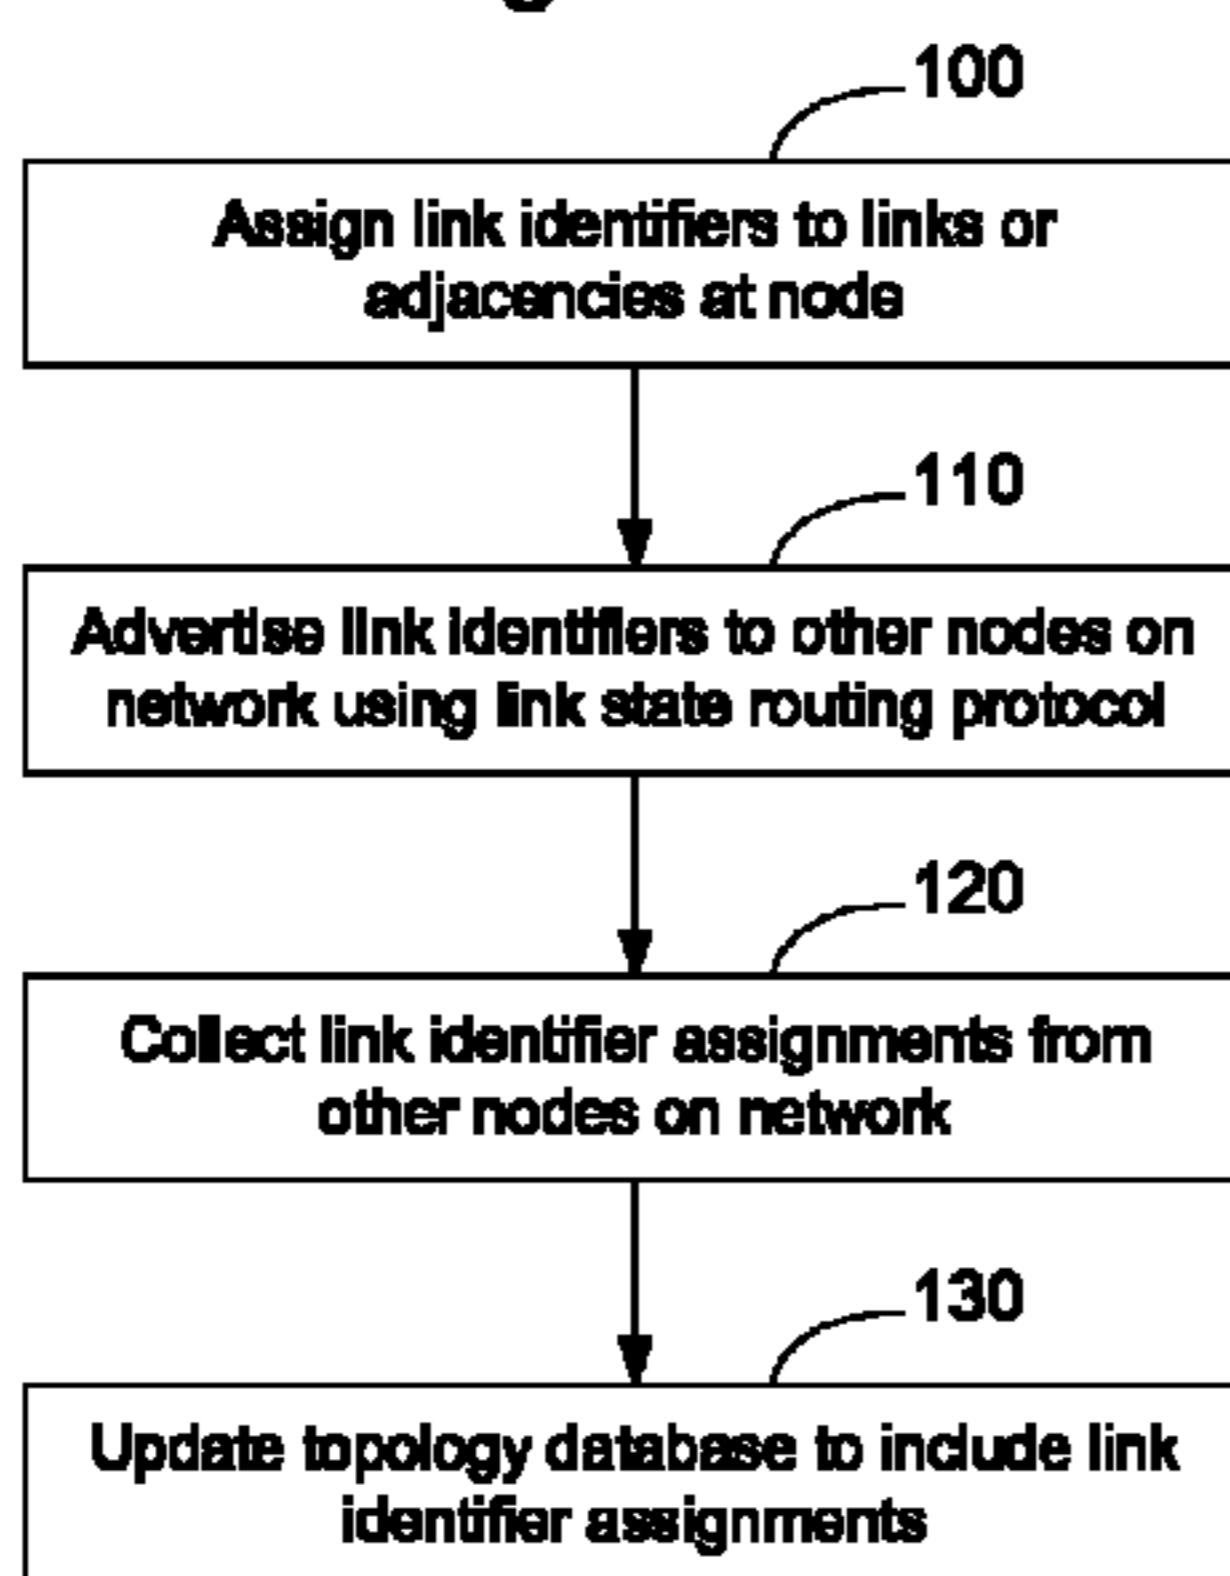 100
Assign link identifiers to links or
adjacencies at node
110
Advertise link identifiers to other nodes on
network using link state routing protocol
120
Collect link identifier assignments from
other nodes on network
130
Update topology database to include link
identifier assignments